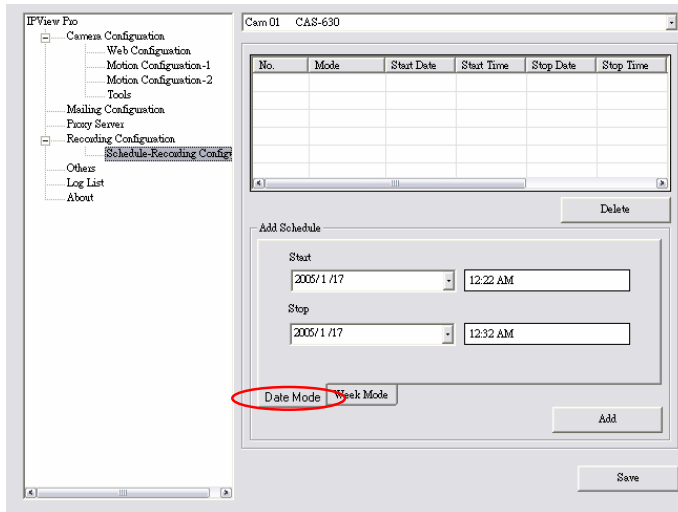 IPView Pro
Camera Configuration
Web Configuration
Motion Configuration-1
Motion Configuration-2
Tools
Mailing Configuration
Proxy Server
Recording Configuration
Schedule-Recording Config
Others
Log List
About
Cam 01 CAS-630
No. Mode Start Date Start Time Stop Date Stop Time
Delete
Add Schedule
Start
2005/ 1 /17 12:22 AM
Stop
2005/ 1 /17 12:32 AM
Date Mode Week Mode
Add
Save